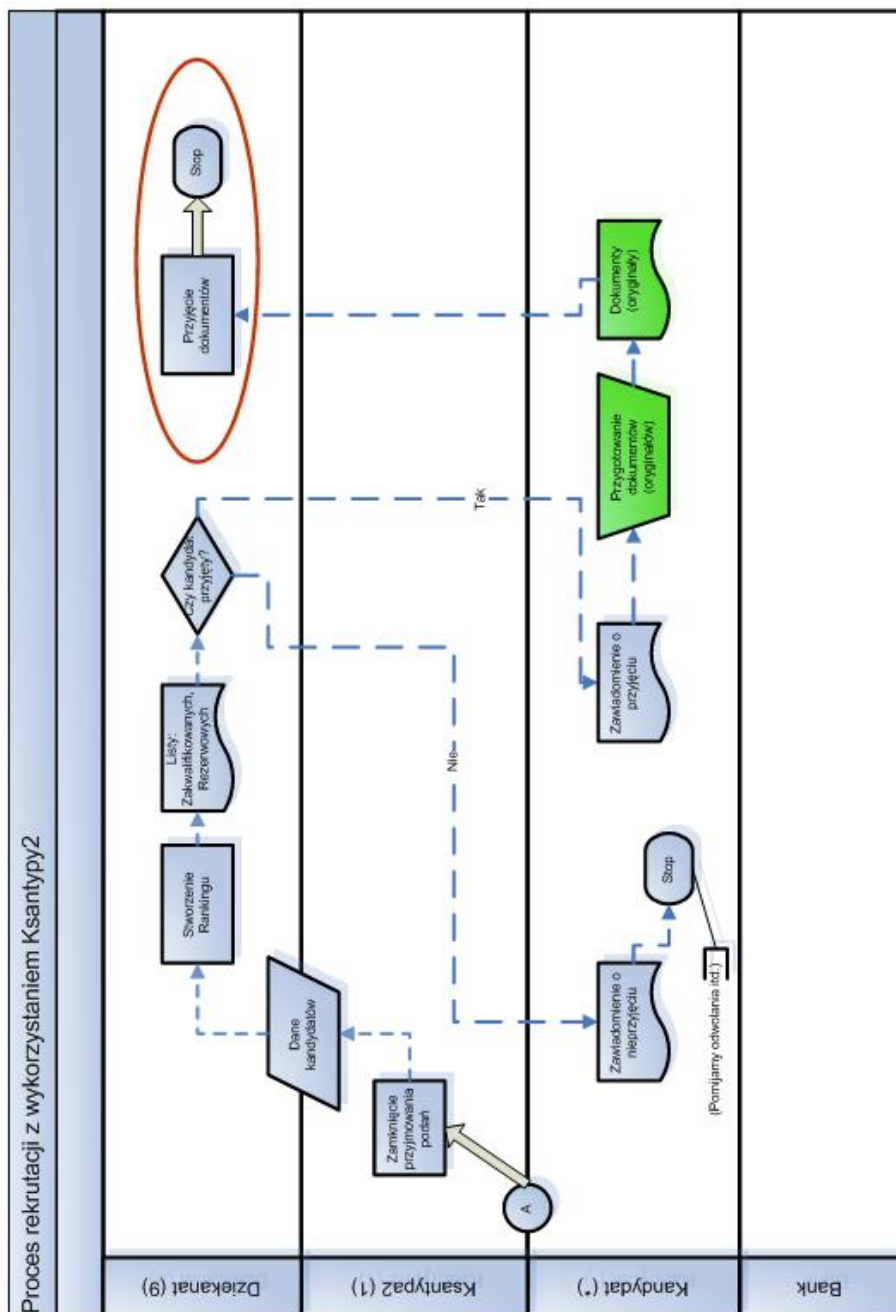 Proces rekrutacji z wykorzystaniem Ksantypy2
Dziekanat (9)
Ksantypa2 (1)
Kandydat (*)
Bank
A
Zamknięcie
przyjmowania
podań
Dane
kandydatów
Stworzenie
Rankingu
Listy:
Zakwalifikowanych,
Rezerwowych
Czy kandydat
przyjęty?
Nie
Tak
Zawiadomienie o
nieprzyjęciu
Stop
(Pomijamy odwołania itd.)
Zawiadomienie o
przyjęciu
Przygotowanie
dokumentów
(oryginałów)
Dokumenty
(oryginały)
Przyjęcie
dokumentów
Stop